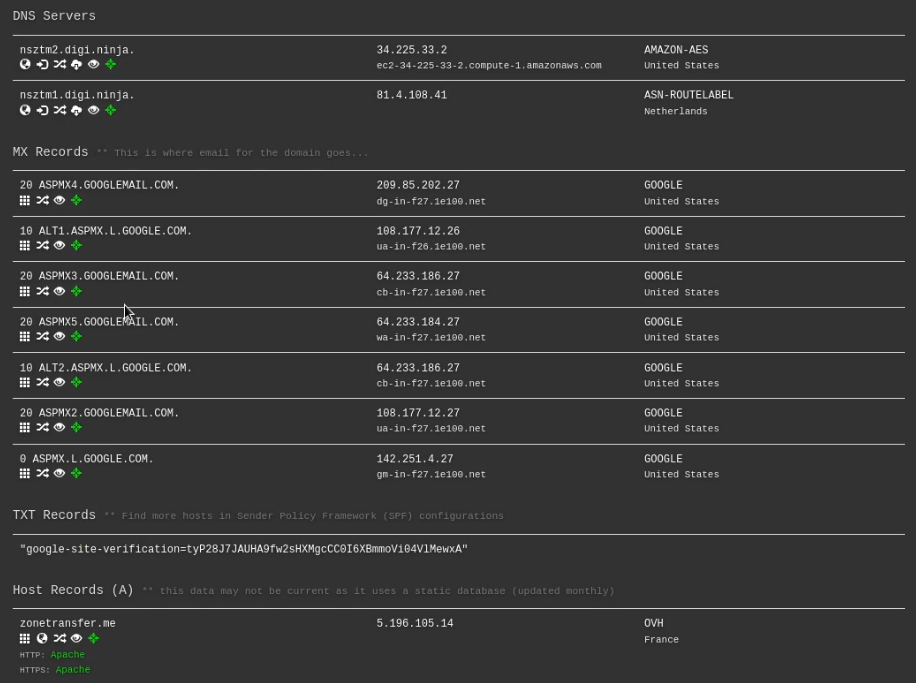 DNS Servers
nsztm2.digi.ninja. 34.225.33.2 AMAZON-AES
ec2-34-225-33-2.compute-1.amazonaws.com United States
nsztm1.digi.ninja. 81.4.108.41 ASN-ROUTELABEL
Netherlands
MX Records ** This is where email for the domain goes...
20 ASPMX4.GOOGLEMAIL.COM. 209.85.202.27 GOOGLE
dg-in-f27.1e100.net United States
10 ALT1.ASPMX.L.GOOGLE.COM. 108.177.12.26 GOOGLE
ua-in-f26.1e100.net United States
20 ASPMX3.GOOGLEMAIL.COM. 64.233.186.27 GOOGLE
cb-in-f27.1e100.net United States
20 ASPMX5.GOOGLEMAIL.COM. 64.233.184.27 GOOGLE
wa-in-f27.1e100.net United States
10 ALT2.ASPMX.L.GOOGLE.COM. 64.233.186.27 GOOGLE
cb-in-f27.1e100.net United States
20 ASPMX2.GOOGLEMAIL.COM. 108.177.12.27 GOOGLE
ua-in-f27.1e100.net United States
0 ASPMX.L.GOOGLE.COM. 142.251.4.27 GOOGLE
gm-in-f27.1e100.net United States
TXT Records ** Find more hosts in Sender Policy Framework (SPF) configurations
"google-site-verification=tyP28J7JAUHA9fw2sHXMgcCC0I6XBmmoVi04VlMewxA"
Host Records (A) ** this data may not be current as it uses a static database (updated monthly)
zonetransfer.me 5.196.105.14 OVH
France
HTTP: Apache
HTTPS: Apache